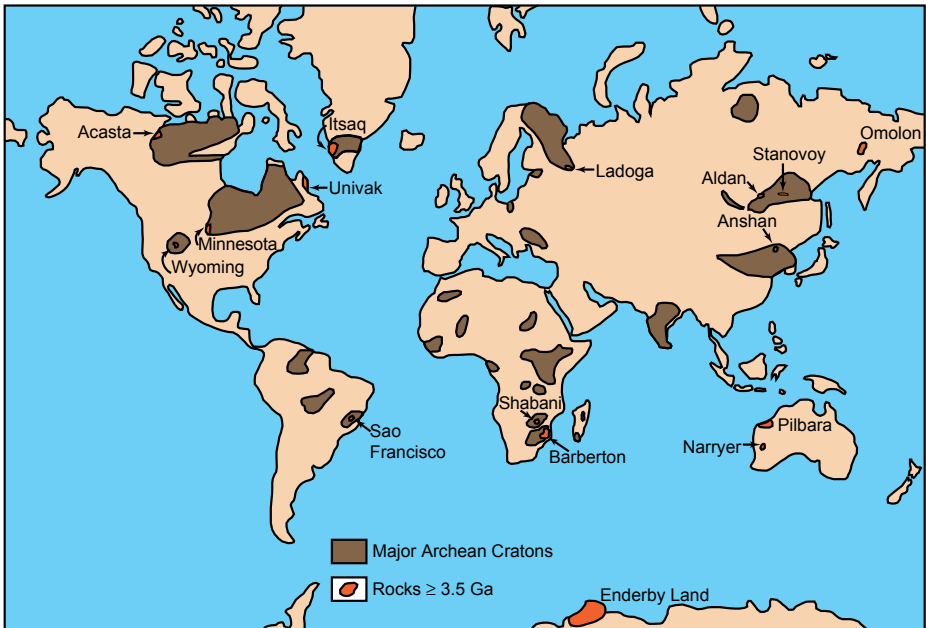 Acasta
Itsaq
Univak
Minnesota
Wyoming
Ladoga
Omolon
Stanovoy
Aldan
Anshan
Sao
Francisco
Shabani
Barberton
Pilbara
Narryer
Major Archean Cratons
Rocks ≥ 3.5 Ga
Enderby Land